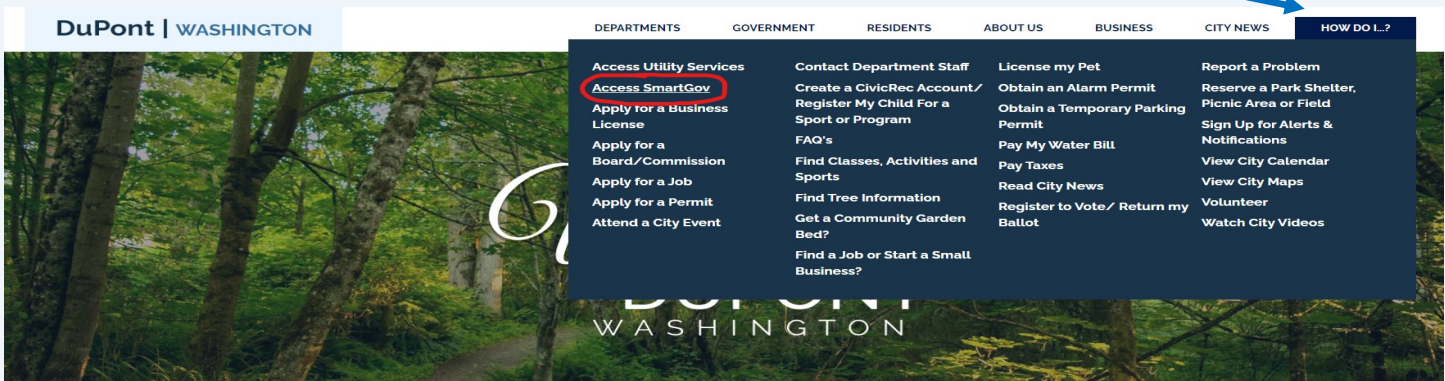 DuPont | WASHINGTON
DEPARTMENTS GOVERNMENT RESIDENTS ABOUT US BUSINESS CITY NEWS HOW DO I...?
Access Utility Services
Access SmartGov
Apply for a Business
License
Apply for a
Board/Commission
Apply for a Job
Apply for a Permit
Attend a City Event
Contact Department Staff
Create a CivicRec Account/
Register My Child For a
Sport or Program
FAQ's
Find Classes, Activities and
Sports
Find Tree Information
Get a Community Garden
Bed?
Find a Job or Start a Small
Business?
License my Pet
Obtain an Alarm Permit
Obtain a Temporary Parking
Permit
Pay My Water Bill
Pay Taxes
Read City News
Register to Vote/ Return my
Ballot
Report a Problem
Reserve a Park Shelter,
Picnic Area or Field
Sign Up for Alerts &
Notifications
View City Calendar
View City Maps
Volunteer
Watch City Videos
DUPONT
WASHINGTON